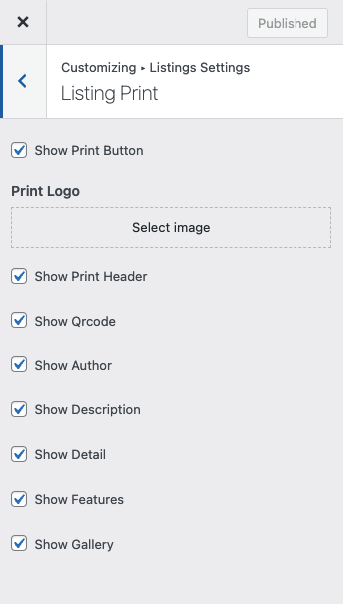 Published
Customizing ▸ Listings Settings
Listing Print
Show Print Button
Print Logo
Select image
Show Print Header
Show Qrcode
Show Author
Show Description
Show Detail
Show Features
Show Gallery